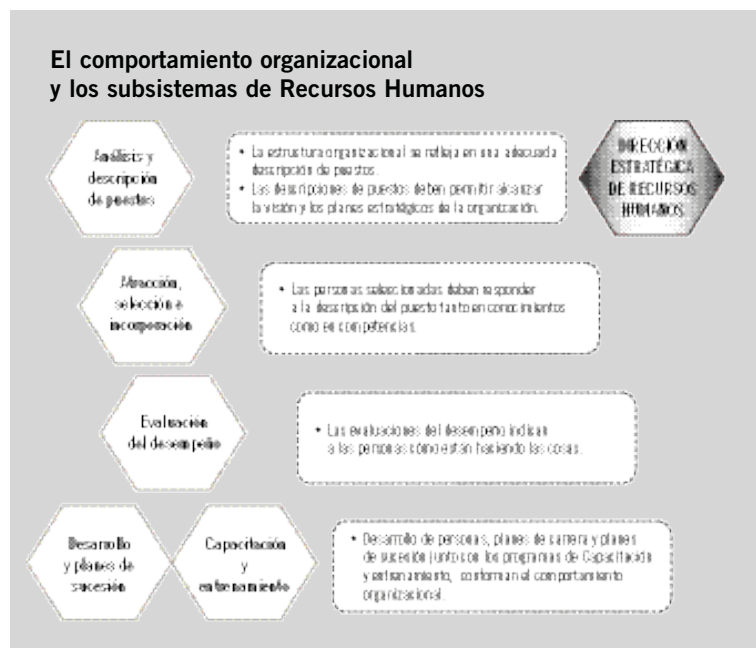 El comportamiento organizacional
y los subsistemas de Recursos Humanos
Análisis y
descripción
de puestos
• La estructura organizacional se refleja en una adecuada
descripción de puestos.
• Las descripciones de puestos deben permitir alcanzar
la visión y los planes estratégicos de la organización.
DIRECCIÓN
ESTRATÉGICA
DE RECURSOS
HUMANOS
Atracción,
selección e
incorporación
• Las personas seleccionadas deben responder
a la descripción del puesto tanto en conocimientos
como en competencias.
Evaluación
del desempeño
• Las evaluaciones del desempeño indican
a las personas cómo están haciendo las cosas.
Desarrollo
y planes de
sucesión
Capacitación
y
entrenamiento
• Desarrollo de personas, planes de carrera y planes
de sucesión junto con los programas de Capacitación
y entrenamiento, conforman el comportamiento
organizacional.